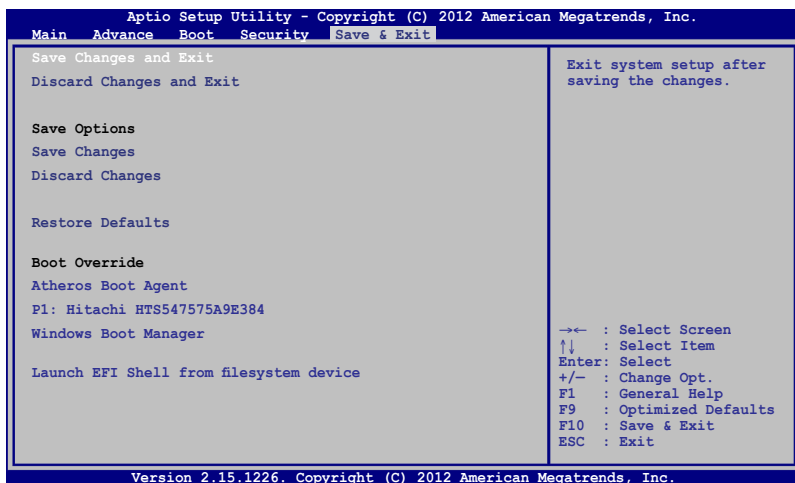 Aptio Setup Utility - Copyright (C) 2012 American Megatrends, Inc.
Main Advance Boot Security Save & Exit
Save Changes and Exit
Discard Changes and Exit
Save Options
Save Changes
Discard Changes
Restore Defaults
Boot Override
Atheros Boot Agent
P1: Hitachi HTS547575A9E384
Windows Boot Manager
Launch EFI Shell from filesystem device
Exit system setup after
saving the changes.
→← : Select Screen
↑↓ : Select Item
Enter: Select
+/— : Change Opt.
F1 : General Help
F9 : Optimized Defaults
F10 : Save & Exit
ESC : Exit
Version 2.15.1226. Copyright (C) 2012 American Megatrends, Inc.